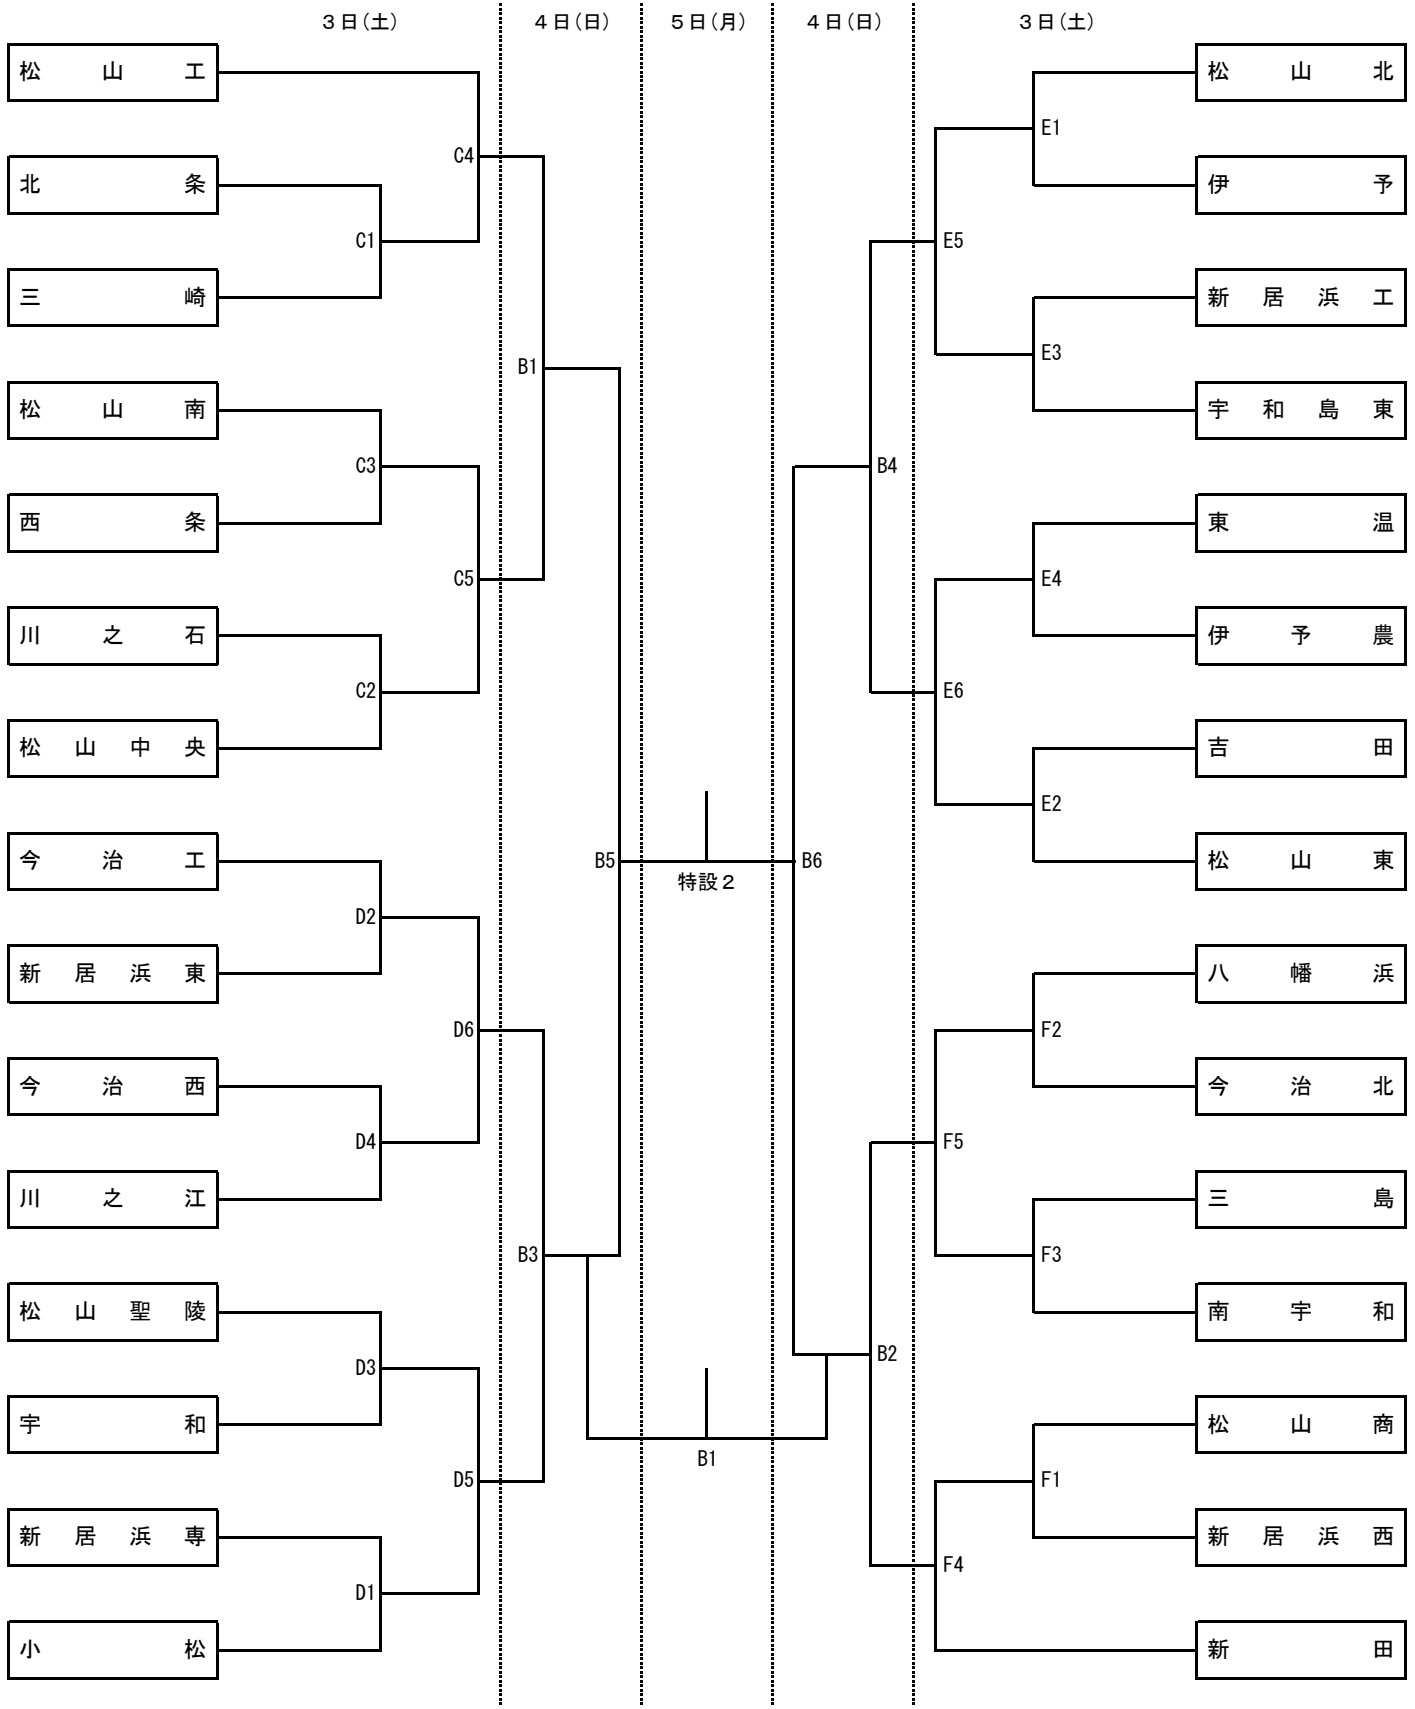 ３日(土) ４日(日) ５日(月) ４日(日) ３日(土)
松山工 松山北
E1
C4
北条 伊予
C1 E5
三崎 新居浜工
E3
B1
松山南 宇和島東
C3 B4
西条 東温
C5 E4
川之石 伊予農
C2 E6
松山中央 吉田
E2
今治工 B5 B6 松山東
特設２
D2
新居浜東 八幡浜
D6 F2
今治西 今治北
D4 F5
川之江 三島
B3 F3
松山聖陵 南宇和
B2
D3
宇和 松山商
B1
D5 F1
新居浜専 新居浜西
F4
D1
小松 新田